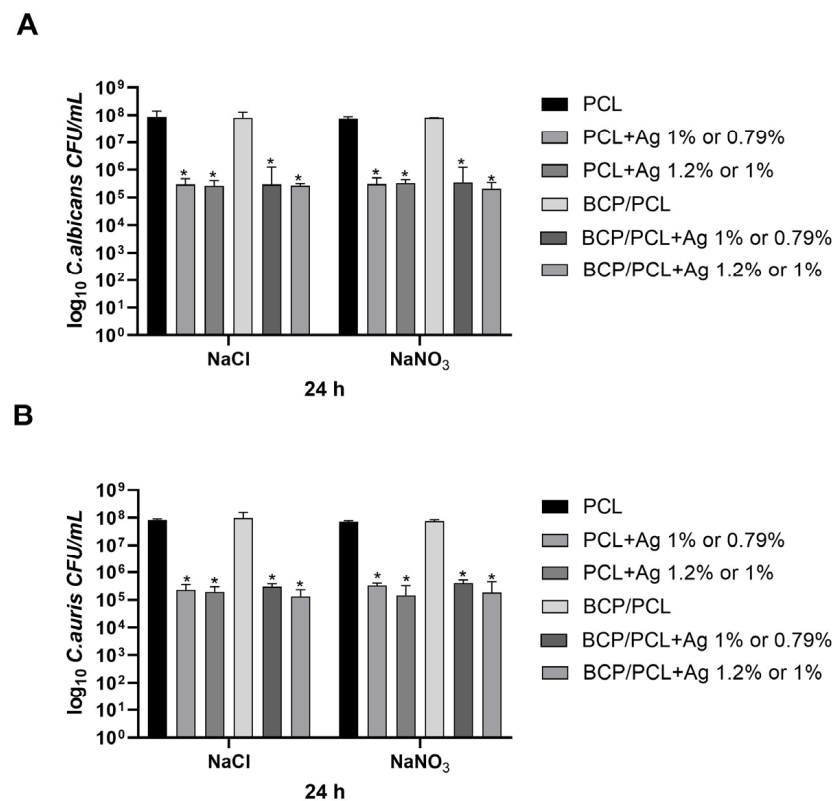 A
log10 C.albicans CFU/mL
10⁹
10⁸
10⁷
10⁶
10⁵
10⁴
10³
10²
10¹
10⁰
* * * * * * * *
NaCl NaNO₃
24 h
PCL
PCL+Ag 1% or 0.79%
PCL+Ag 1.2% or 1%
BCP/PCL
BCP/PCL+Ag 1% or 0.79%
BCP/PCL+Ag 1.2% or 1%
B
log10 C.auris CFU/mL
10⁹
10⁸
10⁷
10⁶
10⁵
10⁴
10³
10²
10¹
10⁰
* * * * * * * *
NaCl NaNO₃
24 h
PCL
PCL+Ag 1% or 0.79%
PCL+Ag 1.2% or 1%
BCP/PCL
BCP/PCL+Ag 1% or 0.79%
BCP/PCL+Ag 1.2% or 1%